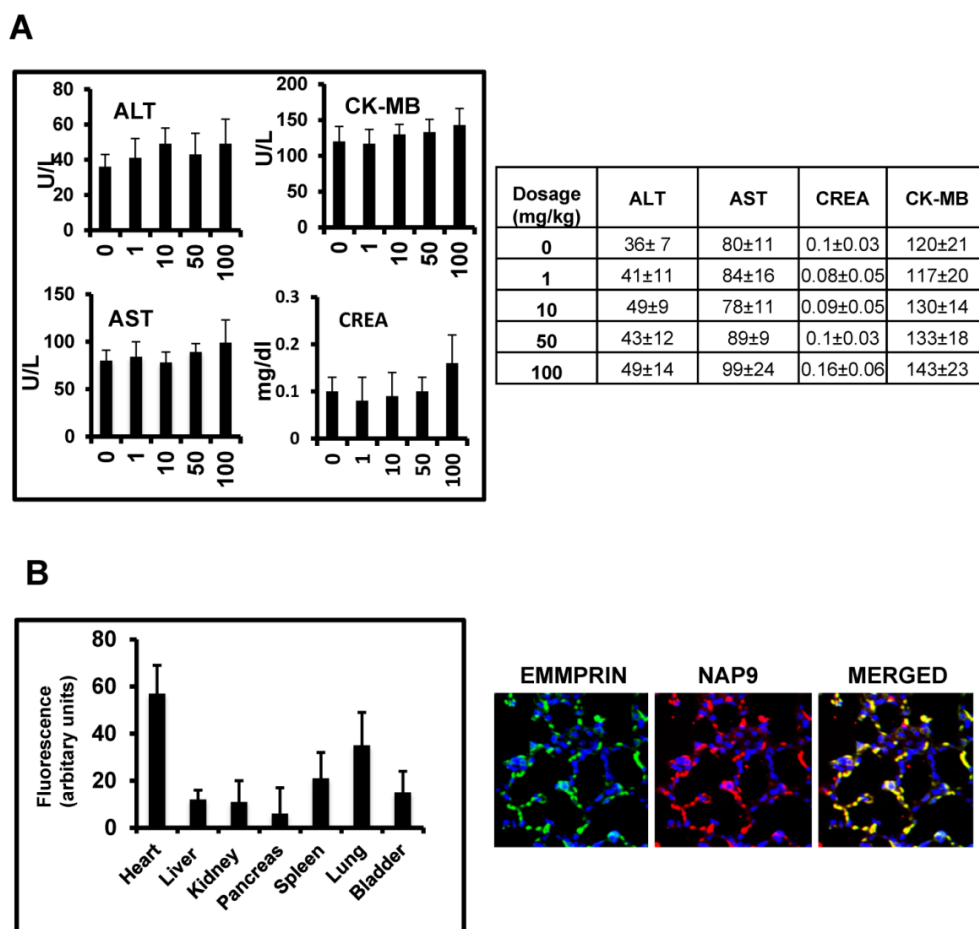 A
ALT
U/L
80
60
40
20
0
0 1 10 50 100
CK-MB
U/L
200
150
100
50
0
0 1 10 50 100
AST
U/L
150
100
50
0
0 1 10 50 100
CREA
mg/dl
0.3
0.2
0.1
0
0 1 10 50 100
Dosage (mg/kg) ALT AST CREA CK-MB
0 36± 7 80±11 0.1±0.03 120±21
1 41±11 84±16 0.08±0.05 117±20
10 49±9 78±11 0.09±0.05 130±14
50 43±12 89±9 0.1±0.03 133±18
100 49±14 99±24 0.16±0.06 143±23
B
Fluorescence
(arbitary units)
80
60
40
20
0
Heart Liver Kidney Pancreas Spleen Lung Bladder
EMMPRIN NAP9 MERGED